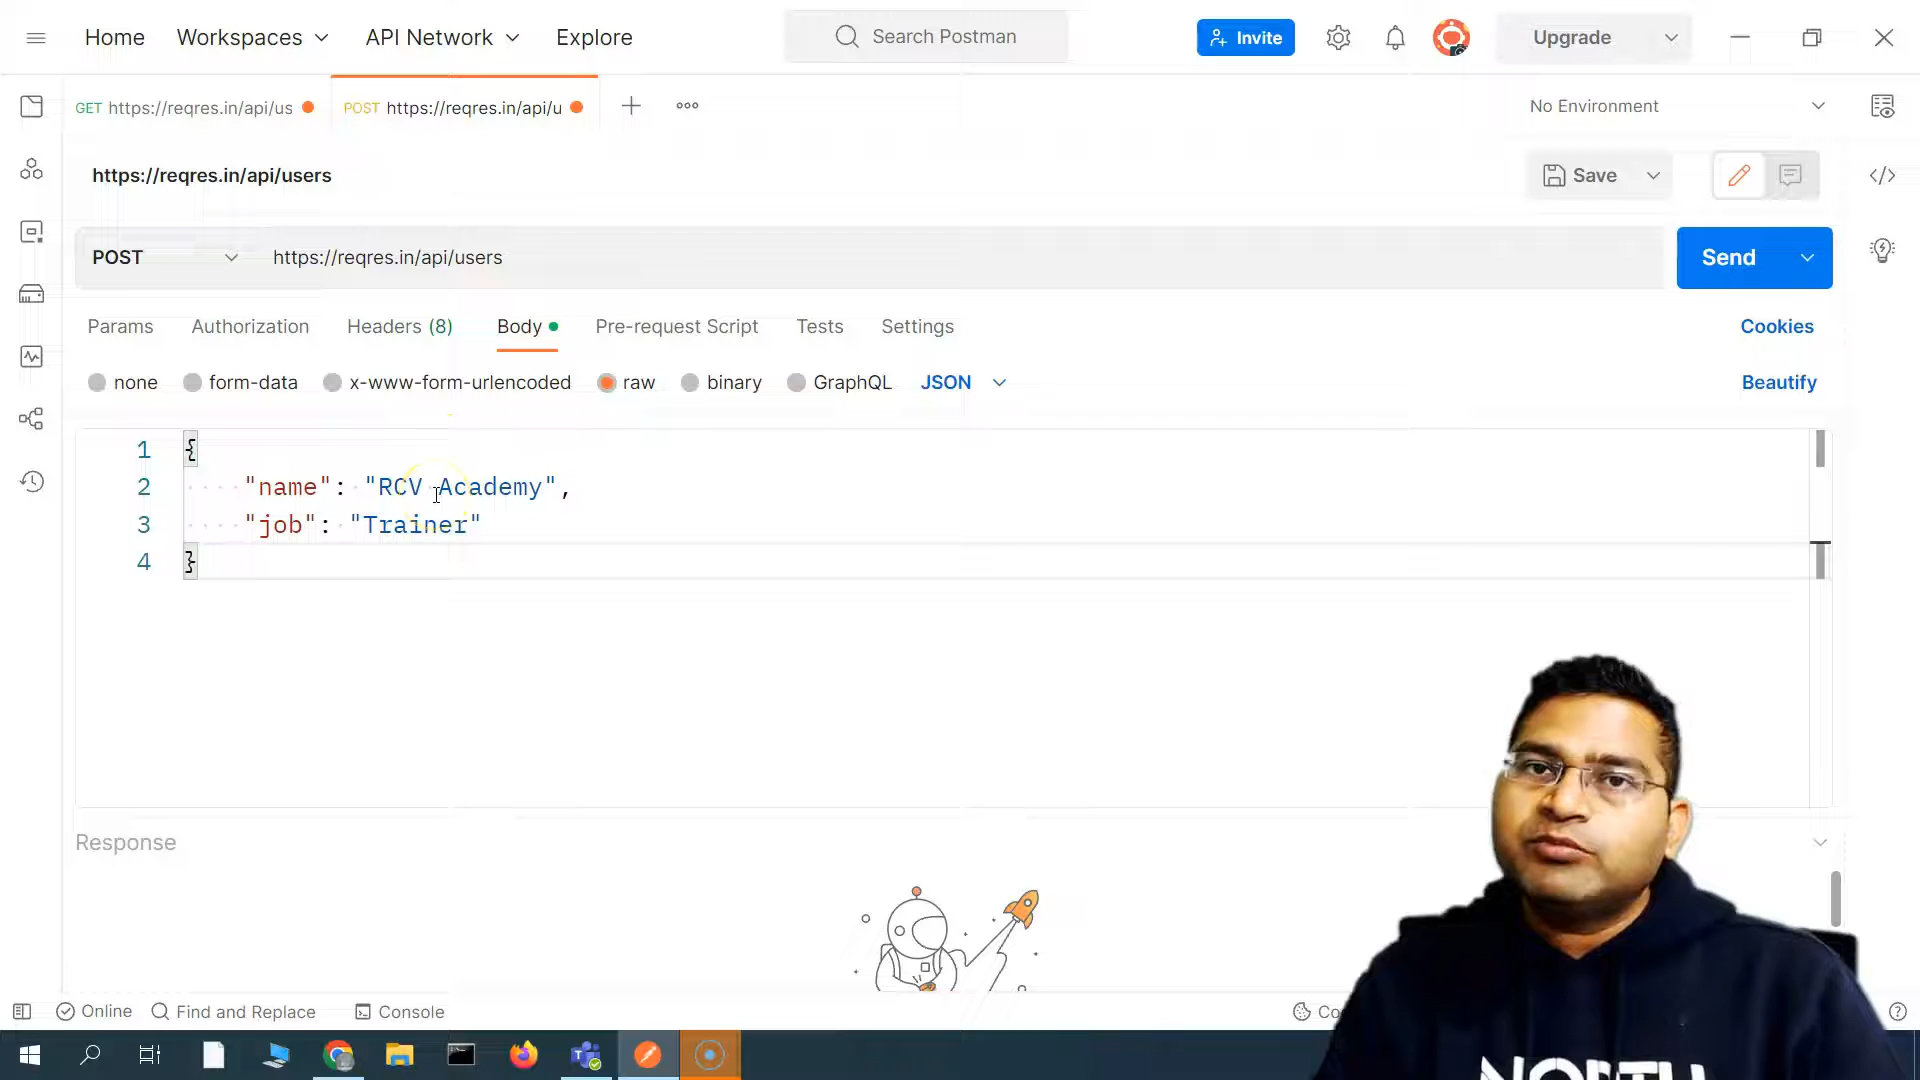 Home Workspaces API Network Explore Search Postman Invite Upgrade
GET https://reqres.in/api/us POST https://reqres.in/api/u No Environment
https://reqres.in/api/users Save
POST https://reqres.in/api/users Send
Params Authorization Headers (8) Body Pre-request Script Tests Settings Cookies
none form-data x-www-form-urlencoded raw binary GraphQL JSON Beautify
1 {
2 "name": "RCV Academy",
3 "job": "Trainer"
4 }
Response
Online Find and Replace Console Co